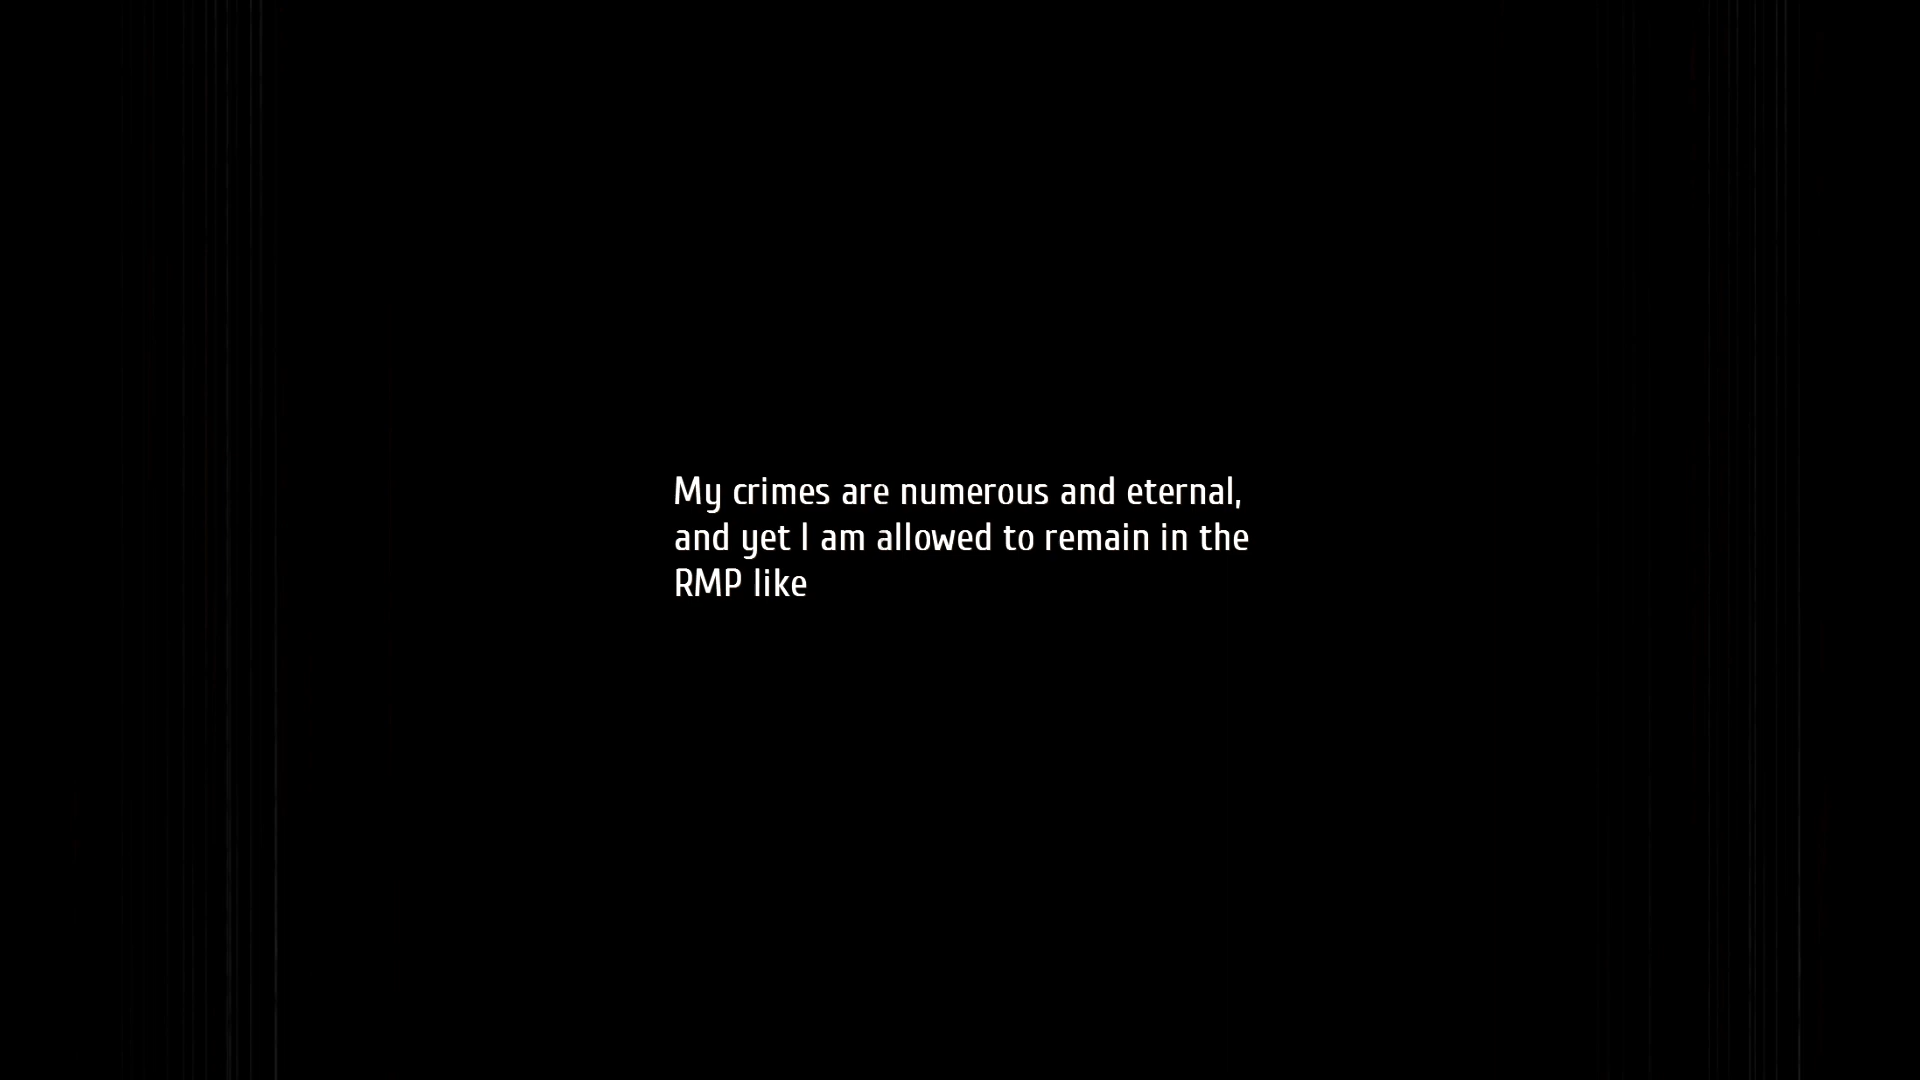 My crimes are numerous and eternal,
and yet I am allowed to remain in the
RMP like